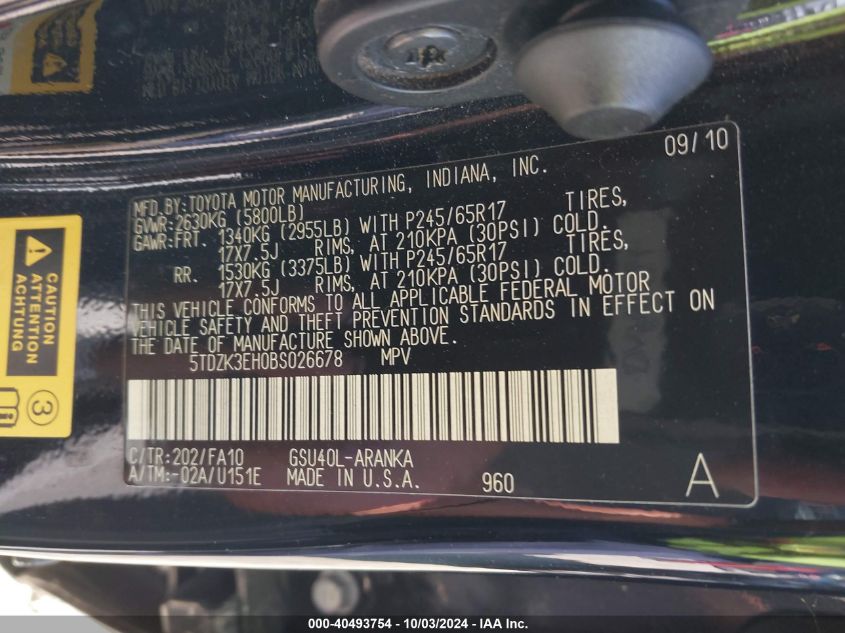 09/10
MFD.BY:TOYOTA MOTOR MANUFACTURING, INDIANA, INC.
GVWR:2630KG (5800LB)
GAWR:FRT. 1340KG (2955LB) WITH P245/65R17 TIRES,
17X7.5J RIMS, AT 210KPA (30PSI) COLD.
RR. 1530KG (3375LB) WITH P245/65R17 TIRES,
17X7.5J RIMS, AT 210KPA (30PSI) COLD.
THIS VEHICLE CONFORMS TO ALL APPLICABLE FEDERAL MOTOR
VEHICLE SAFETY AND THEFT PREVENTION STANDARDS IN EFFECT ON
THE DATE OF MANUFACTURE SHOWN ABOVE.
5TDZK3EH0BS026678 MPV
C/TR:202/FA10 GSU40L-ARANKA
A/TM:-02A/U151E MADE IN U.S.A. 960 A
CAUTION
ATTENTION
ACHTUNG
3
000-40493754 - 10/03/2024 - IAA Inc.